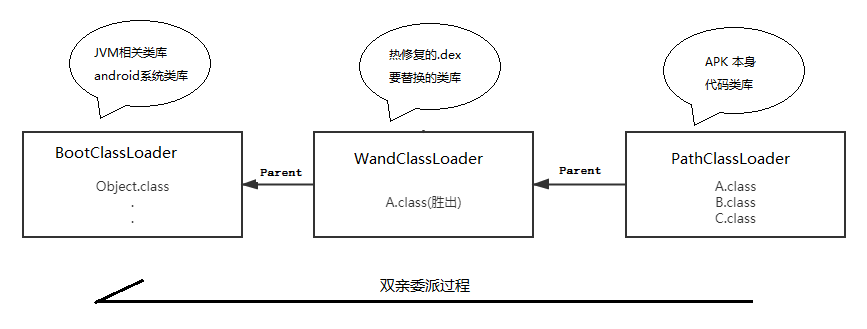 JVM相关类库
android系统类库
热修复的.dex
要替换的类库
APK 本身
代码类库
BootClassLoader
Object.class
.
.
Parent
WandClassLoader
A.class(胜出)
Parent
PathClassLoader
A.class
B.class
C.class
双亲委派过程